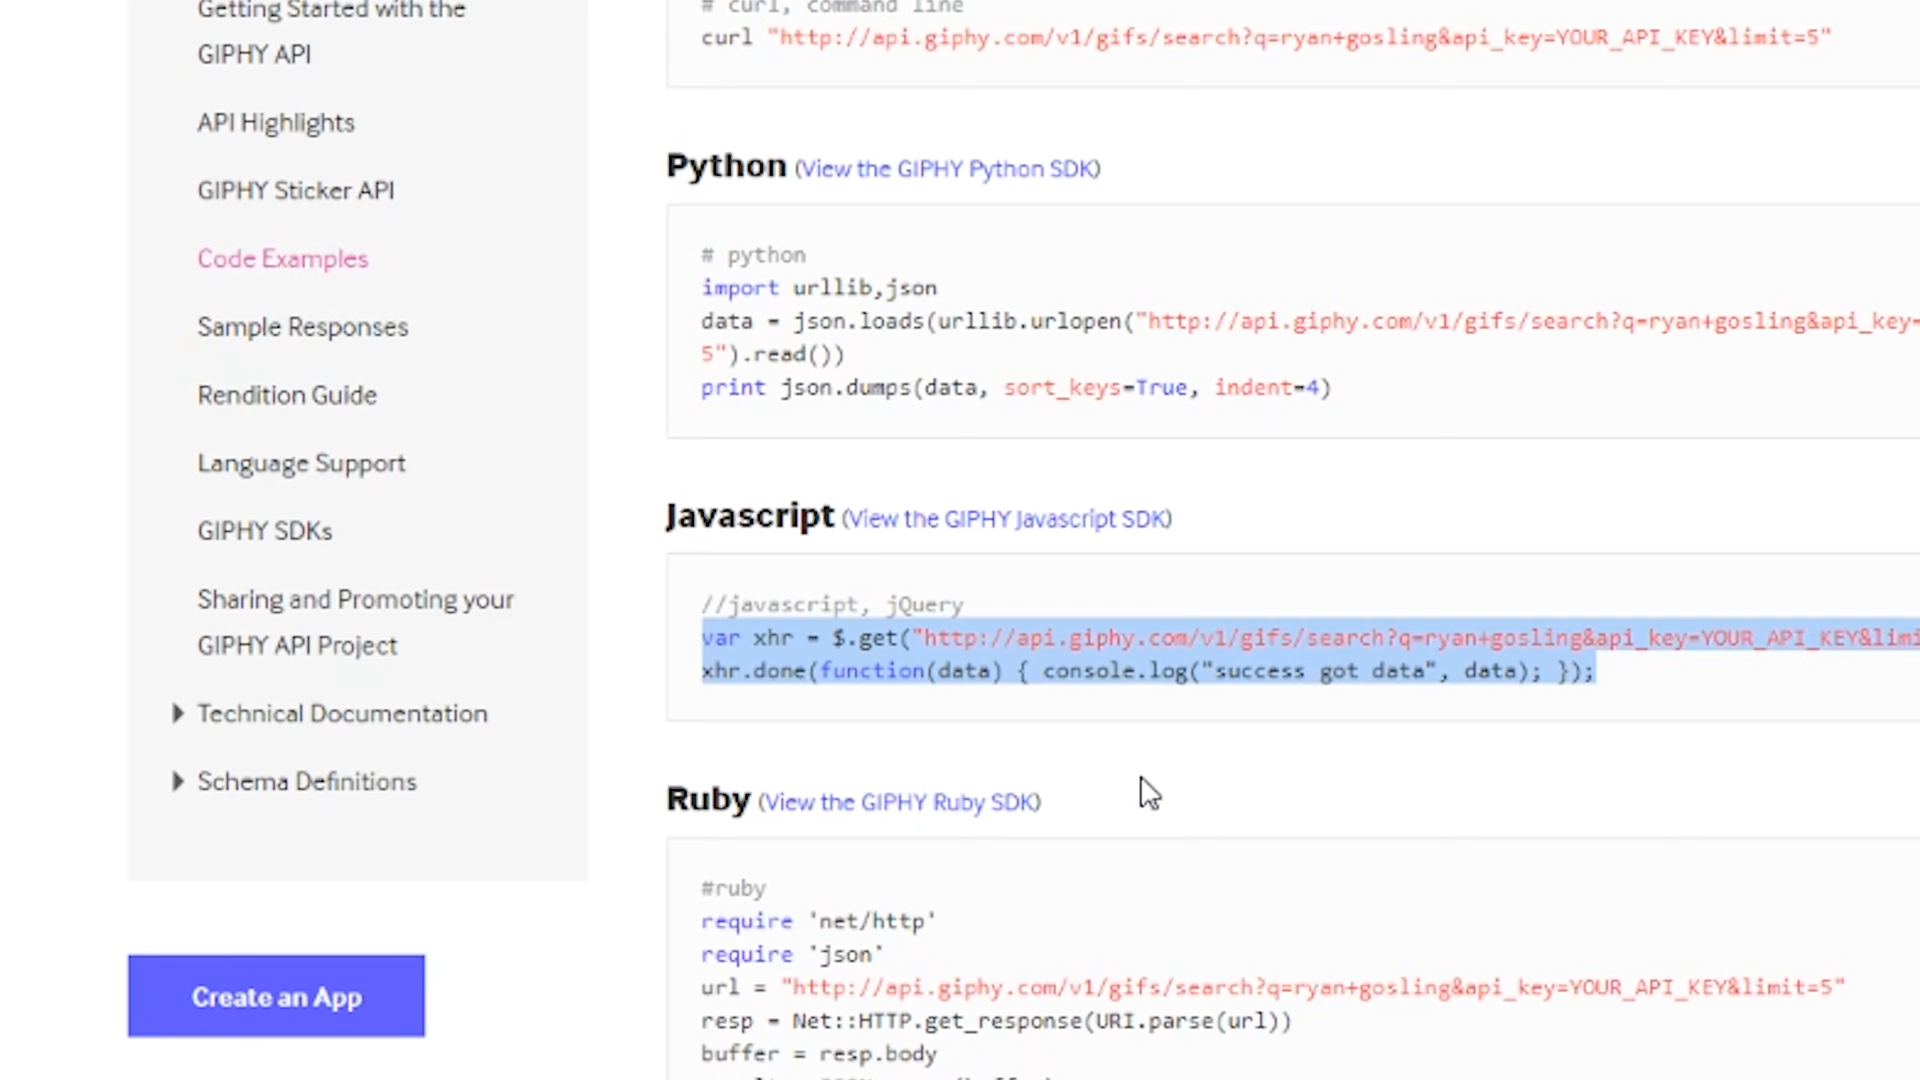 Getting Started with the
GIPHY API
API Highlights
GIPHY Sticker API
Code Examples
Sample Responses
Rendition Guide
Language Support
GIPHY SDKs
Sharing and Promoting your
GIPHY API Project
Technical Documentation
Schema Definitions
Create an App
# curl, command line
curl "http://api.giphy.com/v1/gifs/search?q=ryan+gosling&api_key=YOUR_API_KEY&limit=5"
Python (View the GIPHY Python SDK)
# python
import urllib,json
data = json.loads(urllib.urlopen("http://api.giphy.com/v1/gifs/search?q=ryan+gosling&api_key=
5").read())
print json.dumps(data, sort_keys=True, indent=4)
Javascript (View the GIPHY Javascript SDK)
//javascript, jQuery
var xhr = $.get("http://api.giphy.com/v1/gifs/search?q=ryan+gosling&api_key=YOUR_API_KEY&limi
xhr.done(function(data) { console.log("success got data", data); });
Ruby (View the GIPHY Ruby SDK)
#ruby
require 'net/http'
require 'json'
url = "http://api.giphy.com/v1/gifs/search?q=ryan+gosling&api_key=YOUR_API_KEY&limit=5"
resp = Net::HTTP.get_response(URI.parse(url))
buffer = resp.body